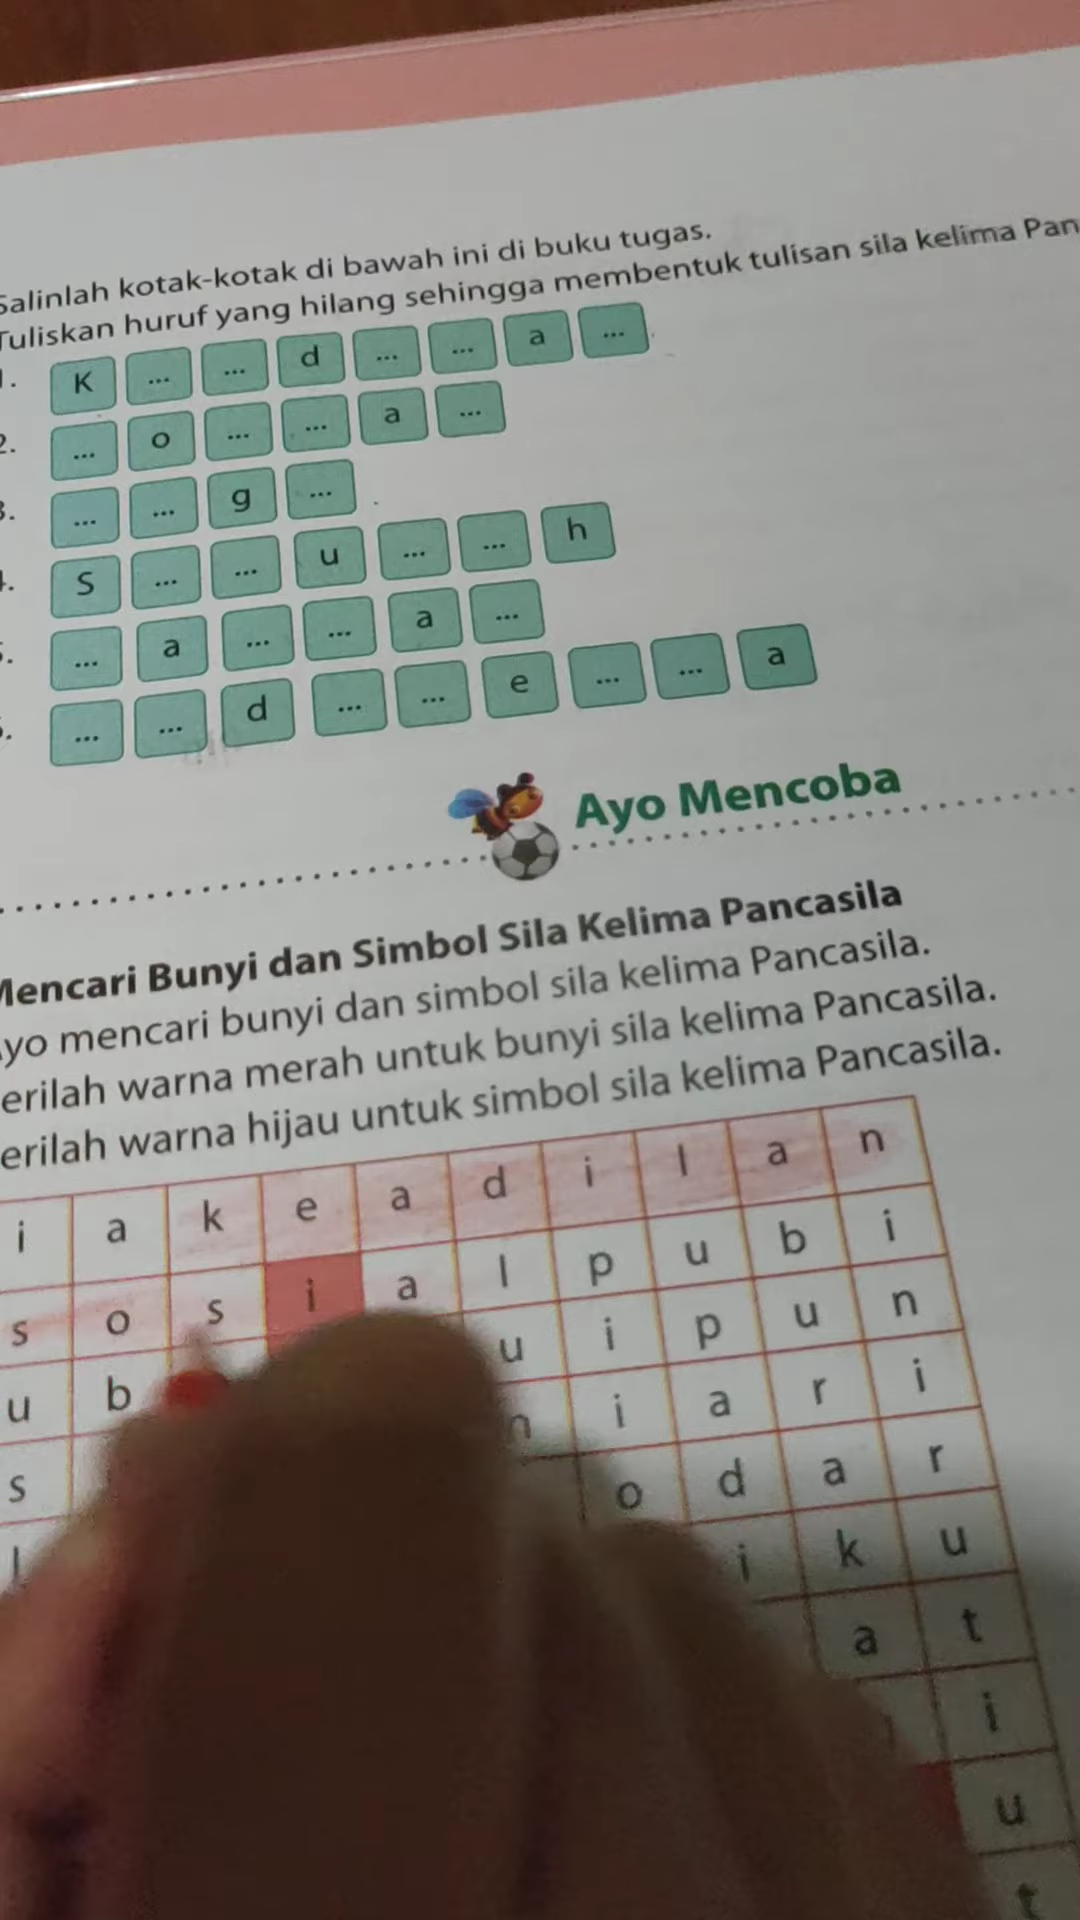 Salinlah kotak-kotak di bawah ini di buku tugas.
Tuliskan huruf yang hilang sehingga membentuk tulisan sila kelima Pan
1. K ... ... d ... ... a ...
2. ... o ... ... a ...
3. ... ... g ...
4. S ... ... u ... ... h
5. ... a ... ... a ...
6. ... ... d ... ... e ... ... a
Ayo Mencoba
Mencari Bunyi dan Simbol Sila Kelima Pancasila
yo mencari bunyi dan simbol sila kelima Pancasila.
erilah warna merah untuk bunyi sila kelima Pancasila.
erilah warna hijau untuk simbol sila kelima Pancasila.
i a k e a d i l a n
s o s i a l p u b i
u b u i p u n
s i a r i
o d a r
i k u
a t
i
u
t